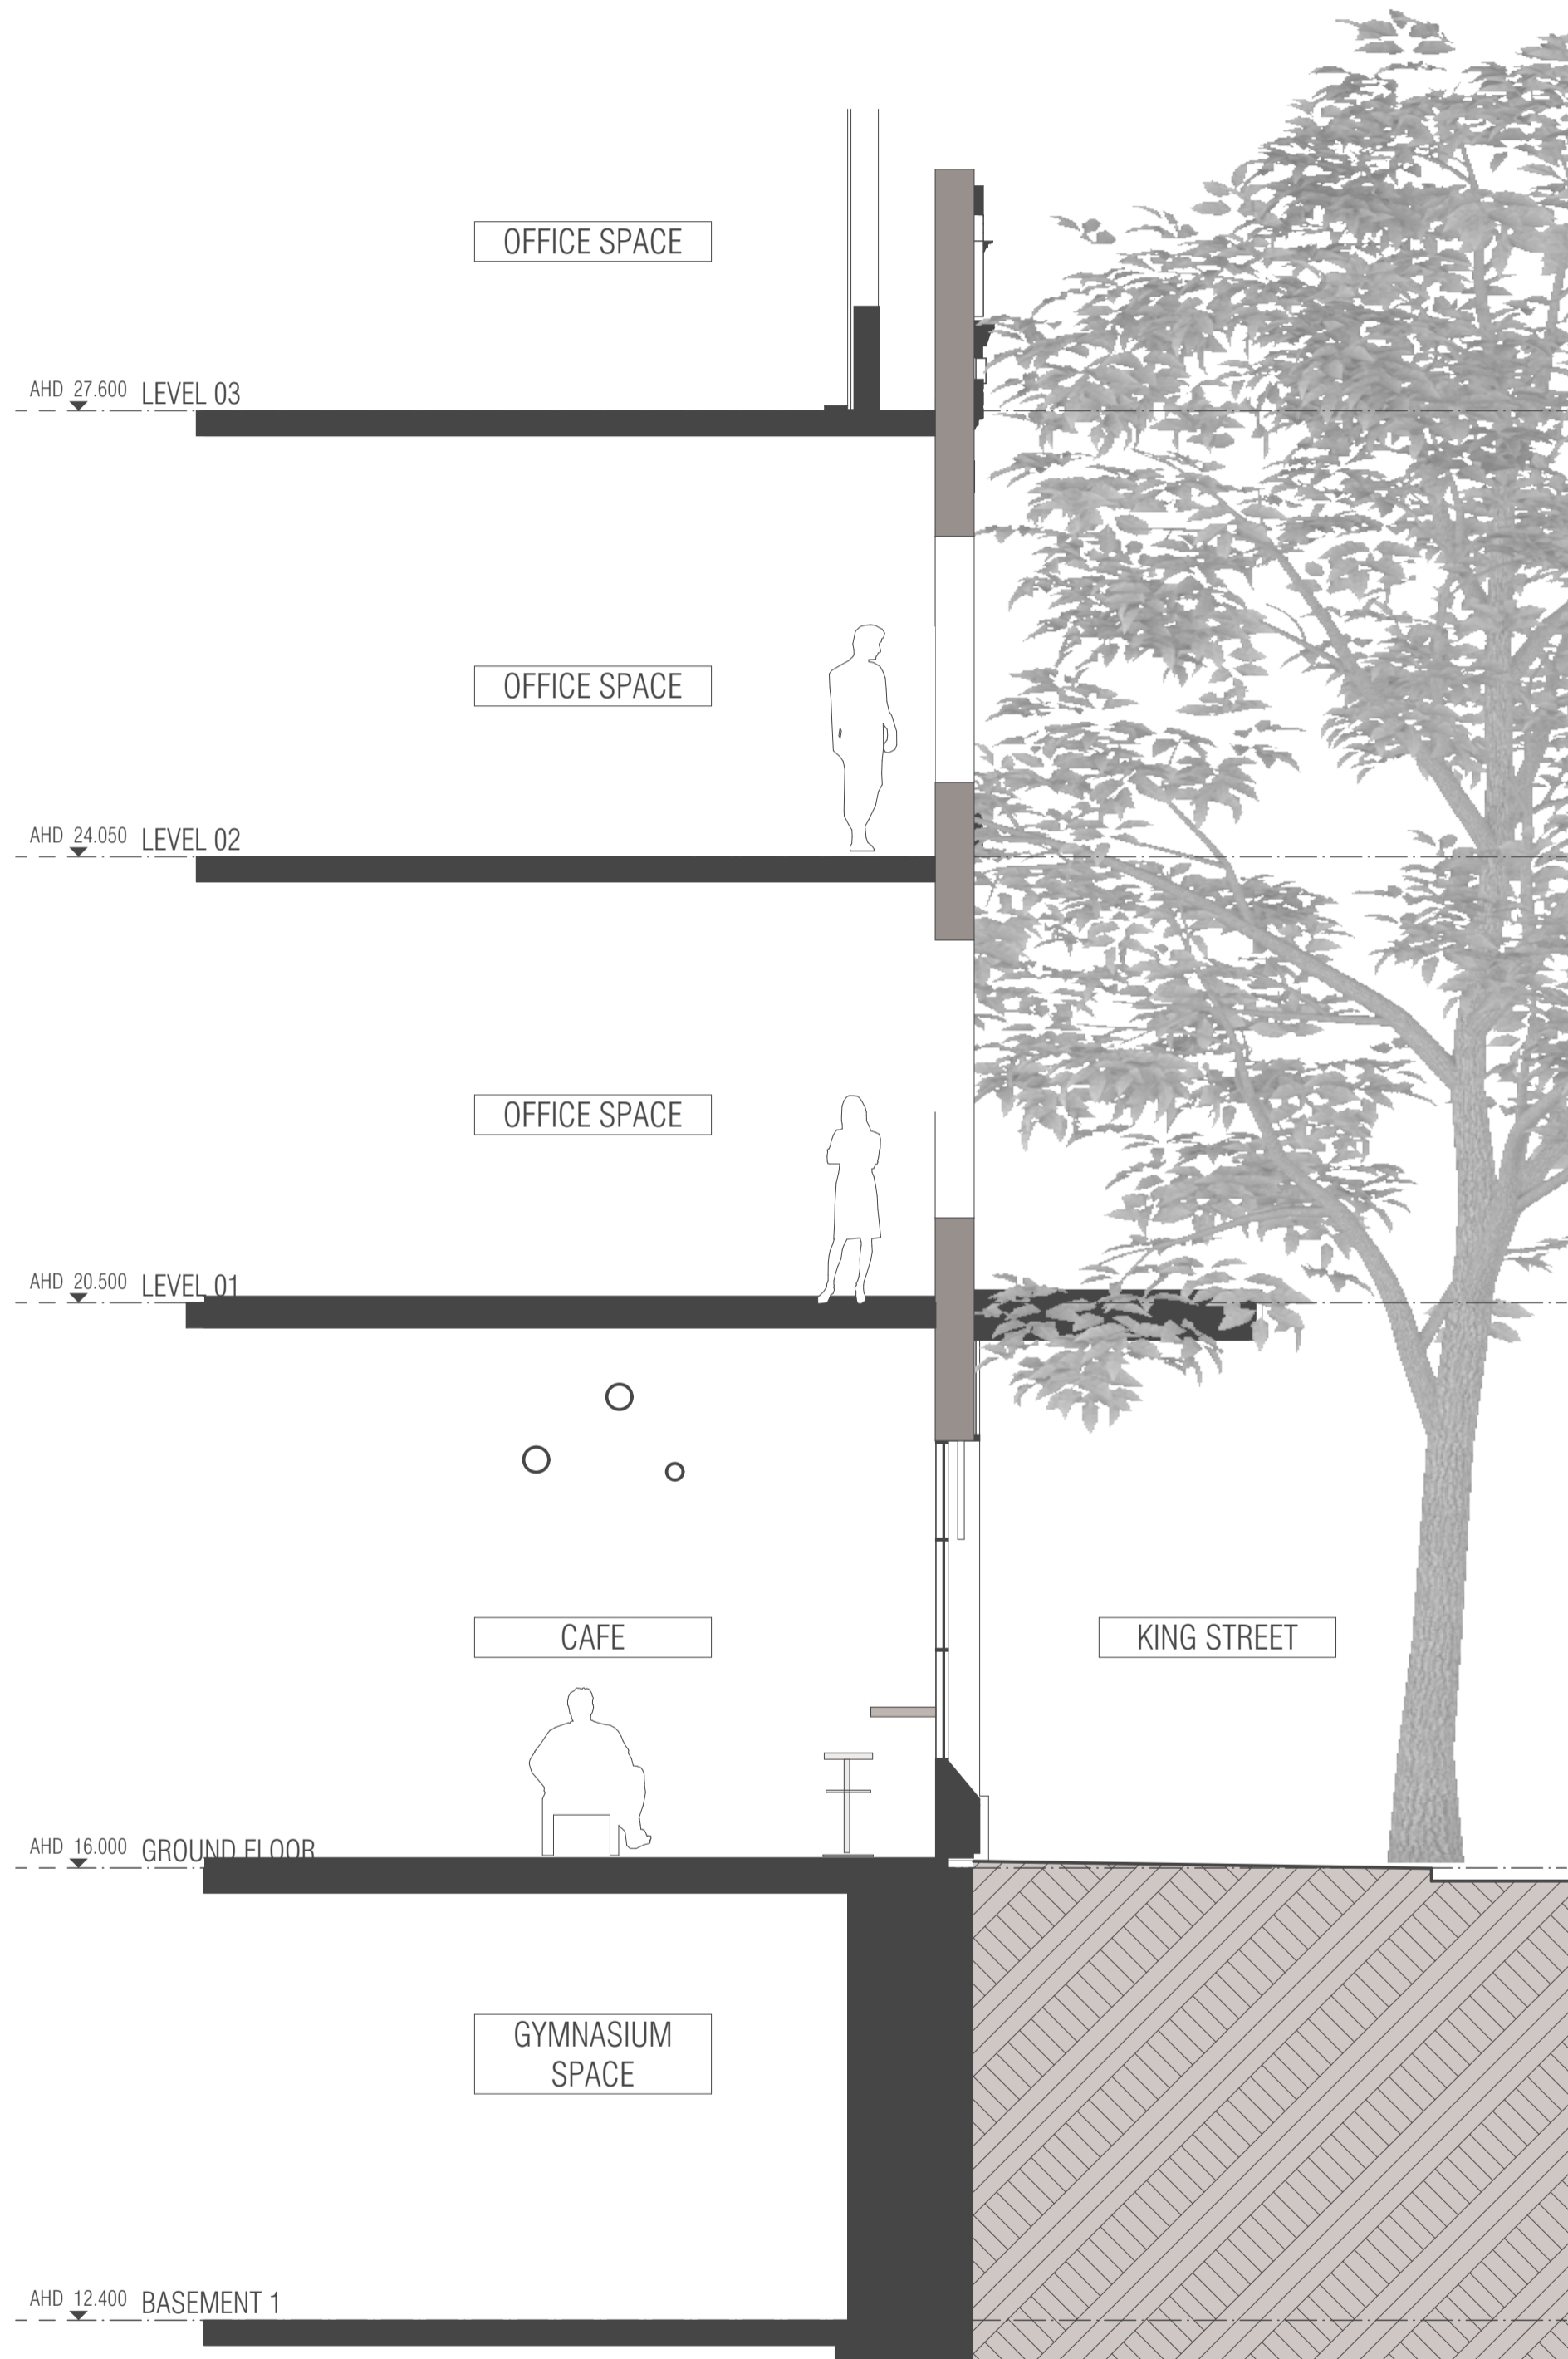 OFFICE SPACE
AHD 27.600 LEVEL 03
OFFICE SPACE
AHD 24.050 LEVEL 02
OFFICE SPACE
AHD 20.500 LEVEL 01
CAFE
KING STREET
AHD 16.000 GROUND FLOOR
GYMNASIUM
SPACE
AHD 12.400 BASEMENT 1